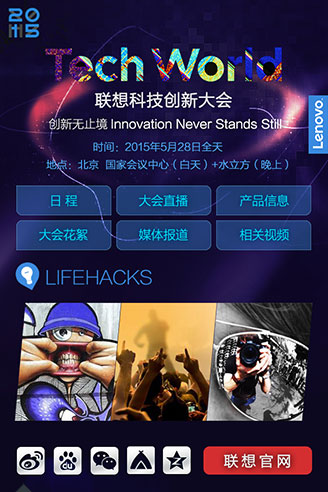 2015
Tech World
联想科技创新大会
创新无止境 Innovation Never Stands Still
时间：2015年5月28日全天
地点：北京 国家会议中心（白天）+水立方（晚上）
Lenovo
日 程
大会直播
产品信息
大会花絮
媒体报道
相关视频
LIFEHACKS
du
联想官网